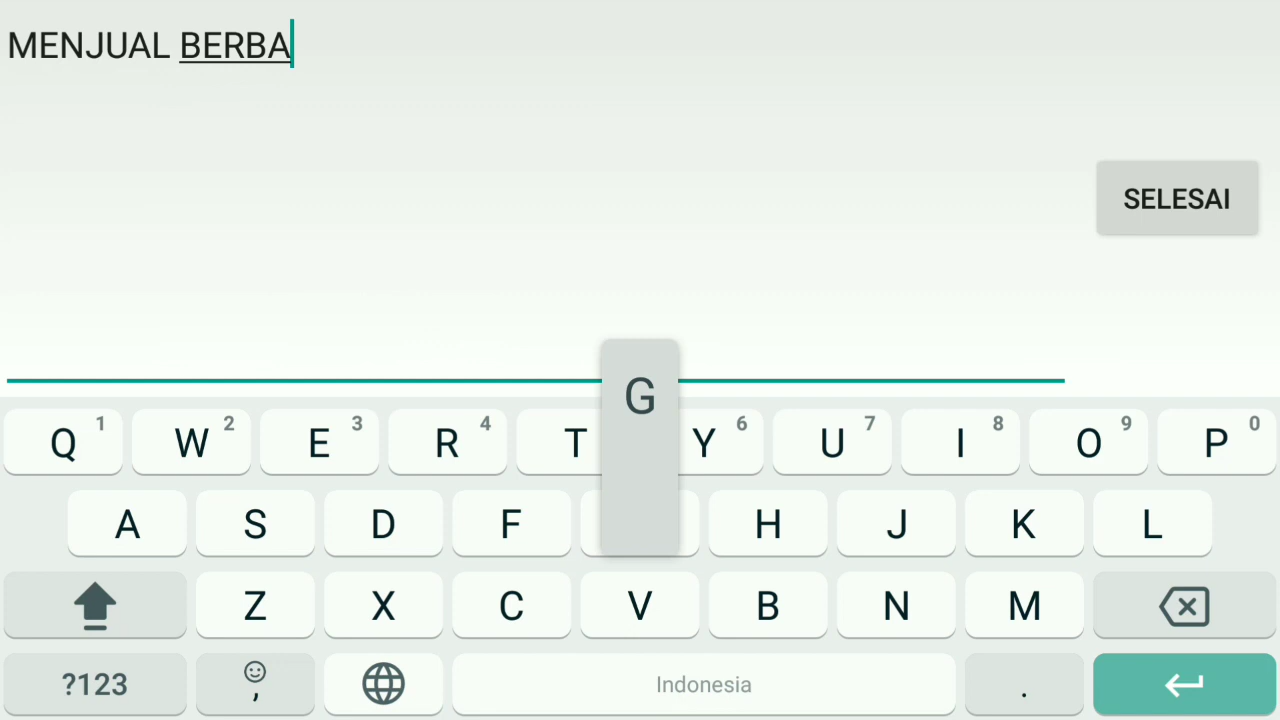 MENJUAL BERBA
SELESAI
G
Q 1 W 2 E 3 R 4 T Y 6 U 7 I 8 O 9 P 0
A S D F H J K L
Z X C V B N M
?123 , Indonesia .